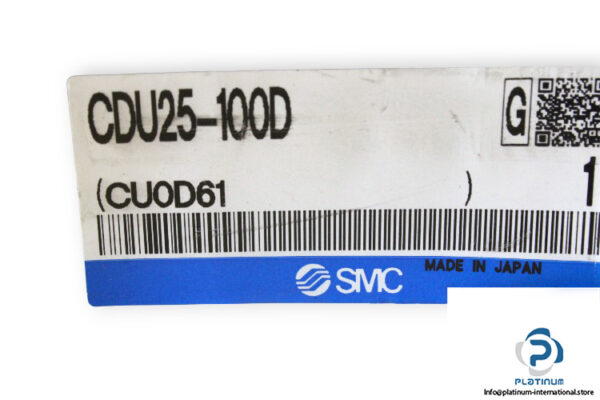 CDU25-100D
G
(CU0D61 )
1
MADE IN JAPAN
SMC
PLATINUM
Info@platinum-international.store